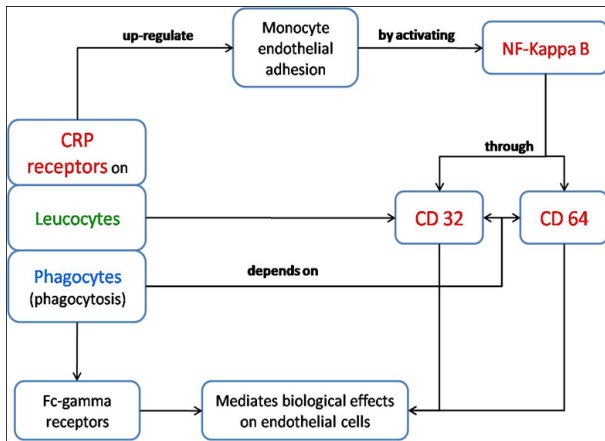 up-regulate
Monocyte
endothelial
adhesion
by activating
NF-Kappa B
CRP
receptors on
through
Leucocytes
CD 32
CD 64
Phagocytes
(phagocytosis)
depends on
Fc-gamma
receptors
Mediates biological effects
on endothelial cells